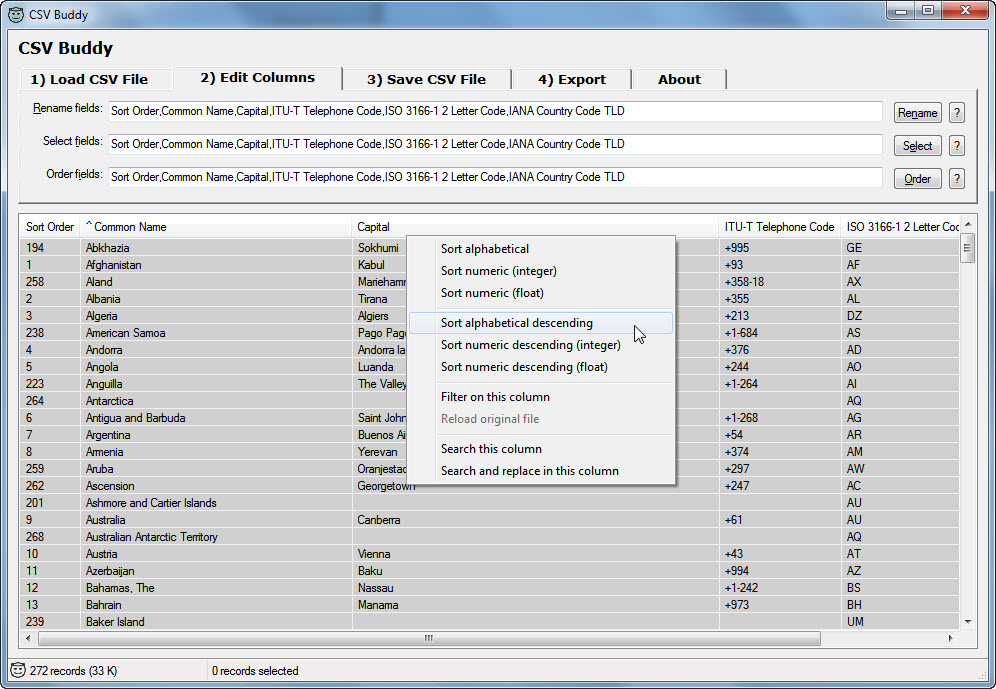 CSV Buddy
CSV Buddy
1) Load CSV File 2) Edit Columns 3) Save CSV File 4) Export About
Rename fields: Sort Order,Common Name,Capital,ITU-T Telephone Code,ISO 3166-1 2 Letter Code,IANA Country Code TLD Rename ?
Select fields: Sort Order,Common Name,Capital,ITU-T Telephone Code,ISO 3166-1 2 Letter Code,IANA Country Code TLD Select ?
Order fields: Sort Order,Common Name,Capital,ITU-T Telephone Code,ISO 3166-1 2 Letter Code,IANA Country Code TLD Order ?
Sort Order Common Name Capital ITU-T Telephone Code ISO 3166-1 2 Letter Coc
194 Abkhazia Sokhumi +995 GE
1 Afghanistan Kabul +93 AF
258 Aland Mariehamn +358-18 AX
2 Albania Tirana +355 AL
3 Algeria Algiers +213 DZ
238 American Samoa Pago Pago +1-684 AS
4 Andorra Andorra la +376 AD
5 Angola Luanda +244 AO
223 Anguilla The Valley +1-264 AI
264 Antarctica AQ
6 Antigua and Barbuda Saint John +1-268 AG
7 Argentina Buenos Ai +54 AR
8 Armenia Yerevan +374 AM
259 Aruba Oranjestad +297 AW
262 Ascension Georgetown +247 AC
201 Ashmore and Cartier Islands AU
9 Australia Canberra +61 AU
268 Australian Antarctic Territory AQ
10 Austria Vienna +43 AT
11 Azerbaijan Baku +994 AZ
12 Bahamas, The Nassau +1-242 BS
13 Bahrain Manama +973 BH
239 Baker Island UM
Sort alphabetical
Sort numeric (integer)
Sort numeric (float)
Sort alphabetical descending
Sort numeric descending (integer)
Sort numeric descending (float)
Filter on this column
Reload original file
Search this column
Search and replace in this column
272 records (33 K) 0 records selected